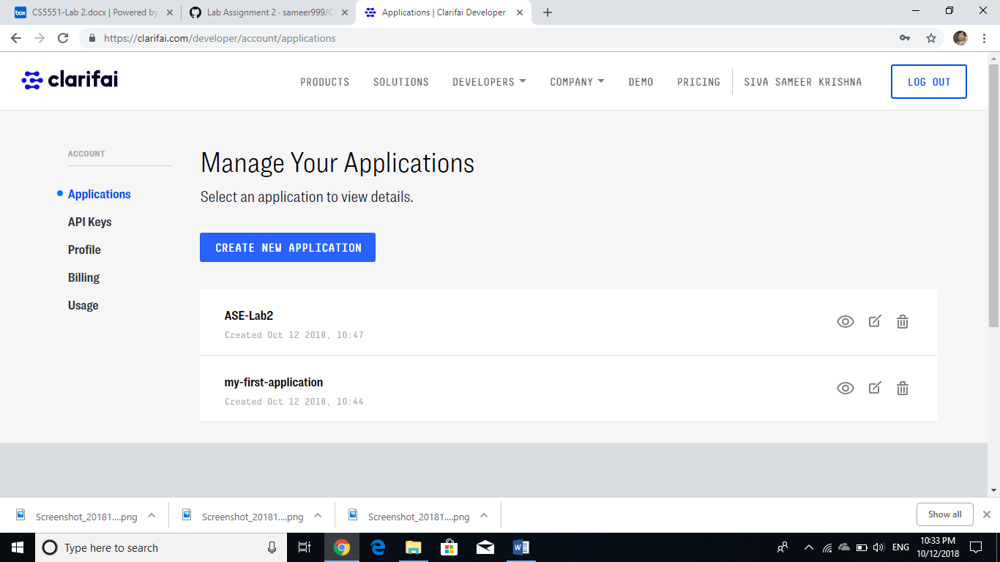 box CS5551-Lab 2.docx | Powered by
Lab Assignment 2 · sameer999/C
Applications | Clarifai Developer
https://clarifai.com/developer/account/applications
clarifai
PRODUCTS SOLUTIONS DEVELOPERS COMPANY DEMO PRICING SIVA SAMEER KRISHNA LOG OUT
ACCOUNT
Applications
API Keys
Profile
Billing
Usage
Manage Your Applications
Select an application to view details.
CREATE NEW APPLICATION
ASE-Lab2
Created Oct 12 2018, 10:47
my-first-application
Created Oct 12 2018, 10:44
Screenshot_20181....png
Screenshot_20181....png
Screenshot_20181....png
Show all
Type here to search
ENG
10:33 PM
10/12/2018